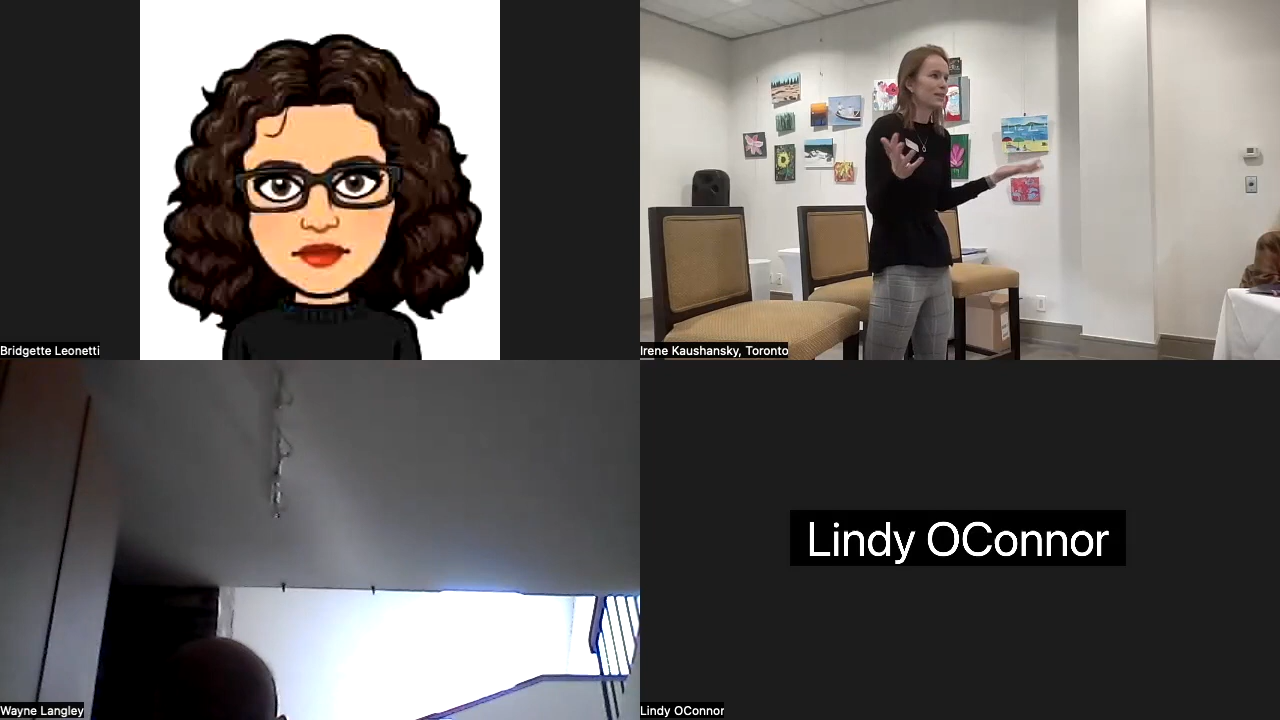 Bridgette Leonetti
Irene Kaushansky, Toronto
Wayne Langley
Lindy OConnor
Lindy OConnor